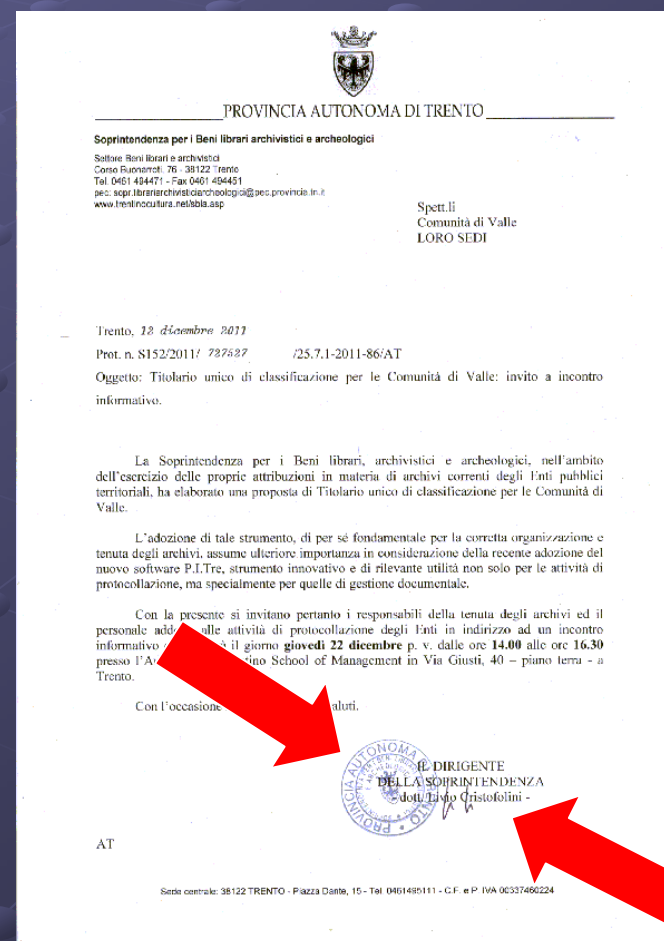 PROVINCIA AUTONOMA DI TRENTO
Soprintendenza per i Beni librari archivistici e archeologici
Settore Beni librari e archivistici
Corso Buonarroti, 76 - 38122 Trento
Tel. 0461 494471 - Fax 0461 494451
pec: sopr.librariarchivisticiarcheologici@pec.provincia.tn.it
www.trentinocultura.net/sbla.asp
Spett.li
Comunità di Valle
LORO SEDI
Trento, 12 dicembre 2011
Prot. n. S152/2011/ 727527 /25.7.1-2011-86/AT
Oggetto: Titolario unico di classificazione per le Comunità di Valle: invito a incontro
informativo.
La Soprintendenza per i Beni librari, archivistici e archeologici, nell'ambito
dell'esercizio delle proprie attribuzioni in materia di archivi correnti degli Enti pubblici
territoriali, ha elaborato una proposta di Titolario unico di classificazione per le Comunità di
Valle.
L'adozione di tale strumento, di per sé fondamentale per la corretta organizzazione e
tenuta degli archivi, assume ulteriore importanza in considerazione della recente adozione del
nuovo software P.I.Tre, strumento innovativo e di rilevante utilità non solo per le attività di
protocollazione, ma specialmente per quelle di gestione documentale.
Con la presente si invitano pertanto i responsabili della tenuta degli archivi ed il
personale alle attività di protocollazione degli Enti in indirizzo ad un incontro
informativo il giorno giovedì 22 dicembre p. v. dalle ore 14.00 alle ore 16.30
presso School of Management in Via Giusti, 40 – piano terra - a
Trento.
Con l'occasione
IL DIRIGENTE
DELLA SOPRINTENDENZA
- dott. Livio Cristofolini -
PROVINCIA AUTONOMA DI TRENTO
AT
Sede centrale: 38122 TRENTO - Piazza Dante, 15 - Tel. 0461495111 - C.F. e P. IVA 00337460224